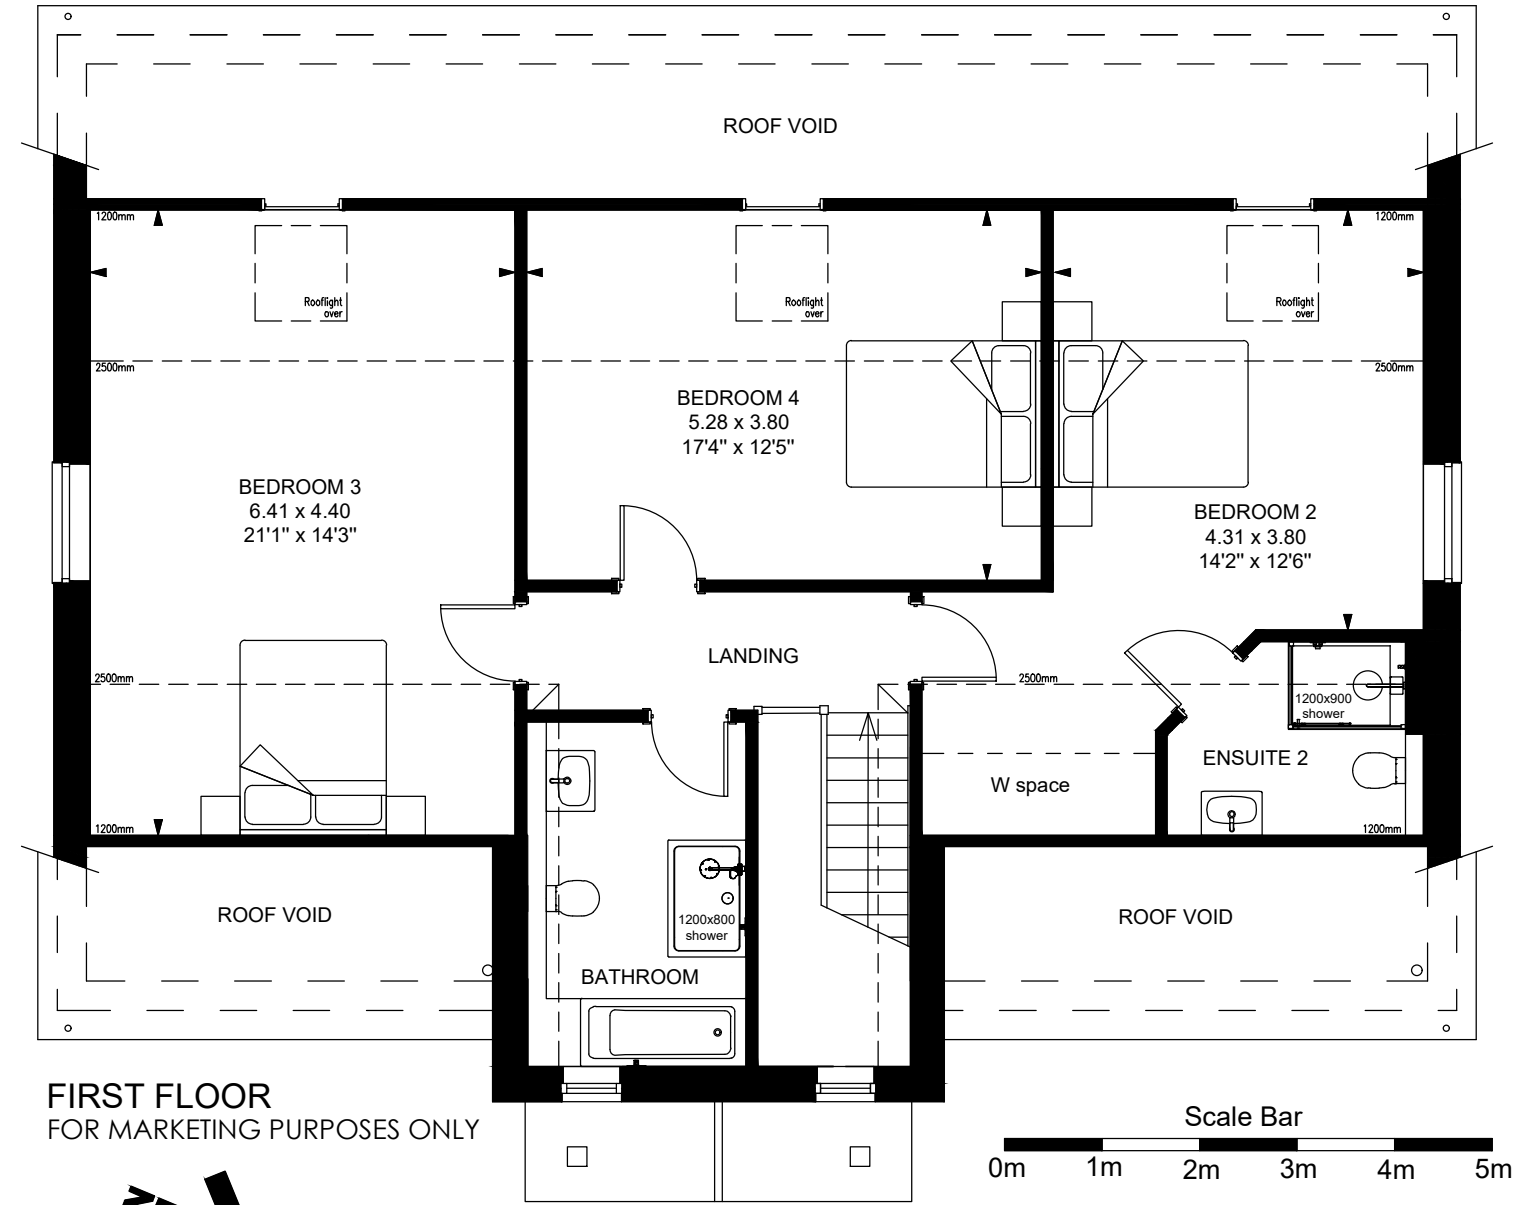 ROOF VOID
1200mm
1200mm
Rooflight
over
Rooflight
over
Rooflight
over
2500mm
2500mm
BEDROOM 4
5.28 x 3.80
17'4" x 12'5"
BEDROOM 3
6.41 x 4.40
21'1" x 14'3"
BEDROOM 2
4.31 x 3.80
14'2" x 12'6"
LANDING
2500mm
2500mm
1200x900
shower
ENSUITE 2
W space
1200mm
1200mm
ROOF VOID
1200x800
shower
ROOF VOID
BATHROOM
FIRST FLOOR
FOR MARKETING PURPOSES ONLY
Scale Bar
0m 1m 2m 3m 4m 5m